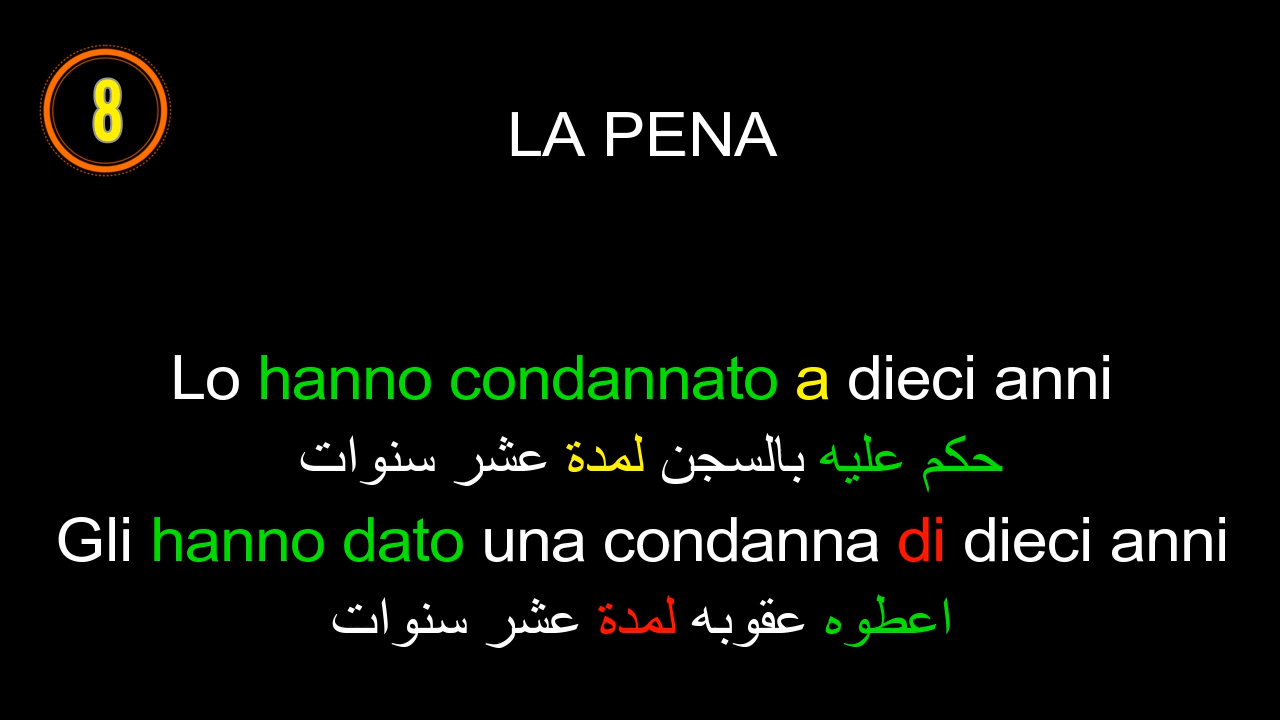 8
LA PENA
Lo hanno condannato a dieci anni
حكم عليه بالسجن لمدة عشر سنوات
Gli hanno dato una condanna di dieci anni
اعطوه عقوبه لمدة عشر سنوات